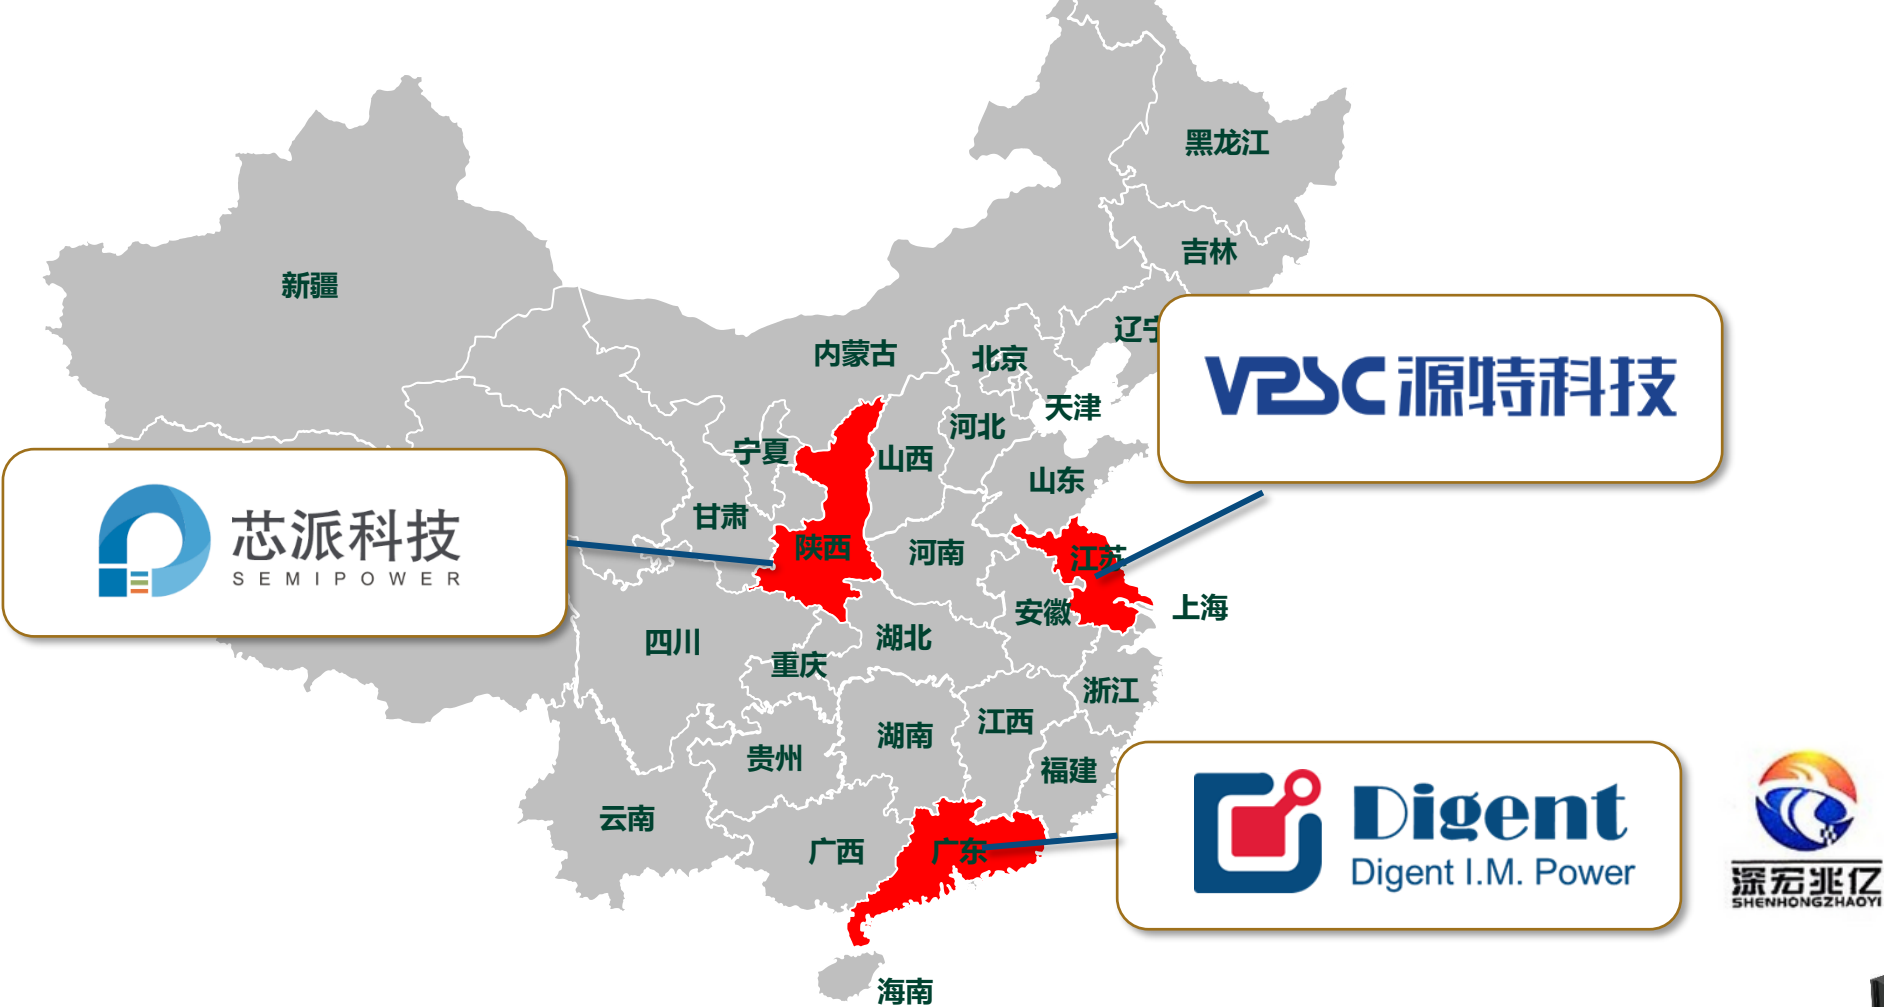 黑龙江
吉林
新疆
辽宁
内蒙古
北京
VPSC 源特科技
天津
河北
宁夏
山西
山东
甘肃
芯派科技
SEMIPOWER
陕西
河南
江苏
安徽
上海
四川
湖北
重庆
浙江
湖南
江西
贵州
福建
云南
广西
广东
Digent
Digent I.M. Power
深宏兆亿
SHENHONGZHAOYI
海南